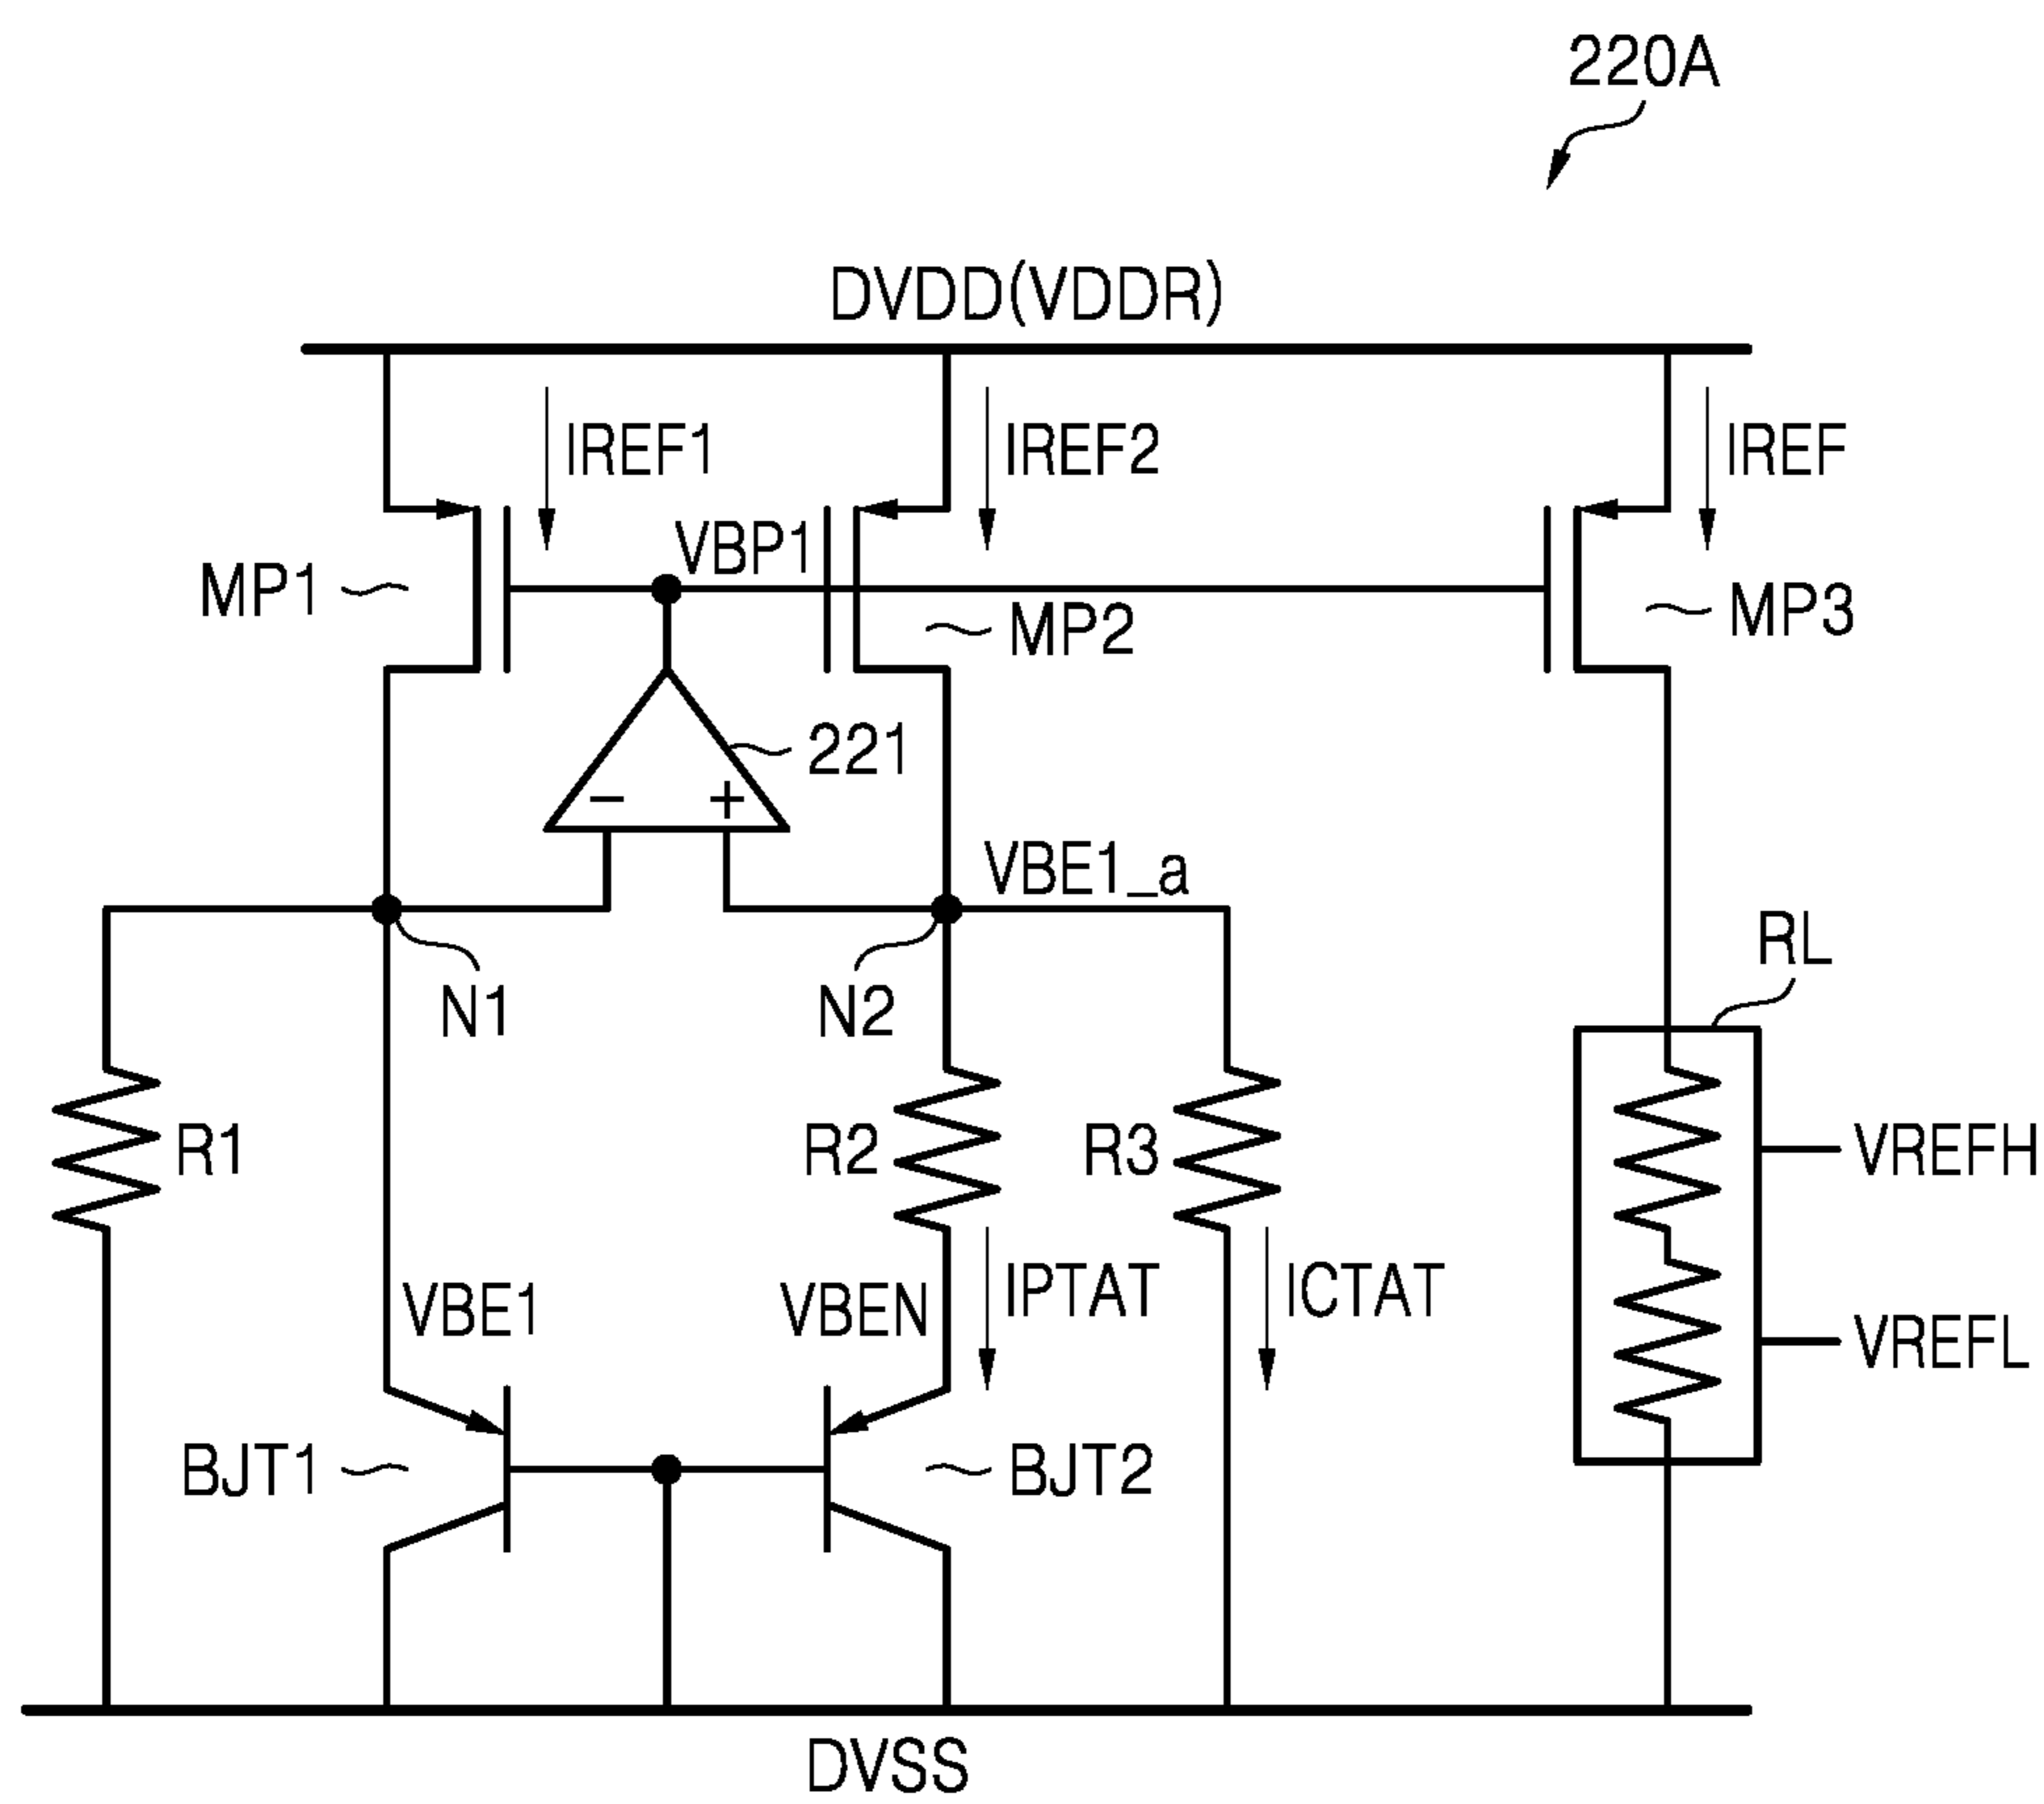 220A
DVDD(VDDR)
IREF1
IREF2
IREF
VBP1
MP1
MP2
MP3
221
−
+
VBE1_a
RL
N1
N2
R1
R2
R3
VREFH
VBE1
VBEN
IPTAT
ICTAT
VREFL
BJT1
BJT2
DVSS